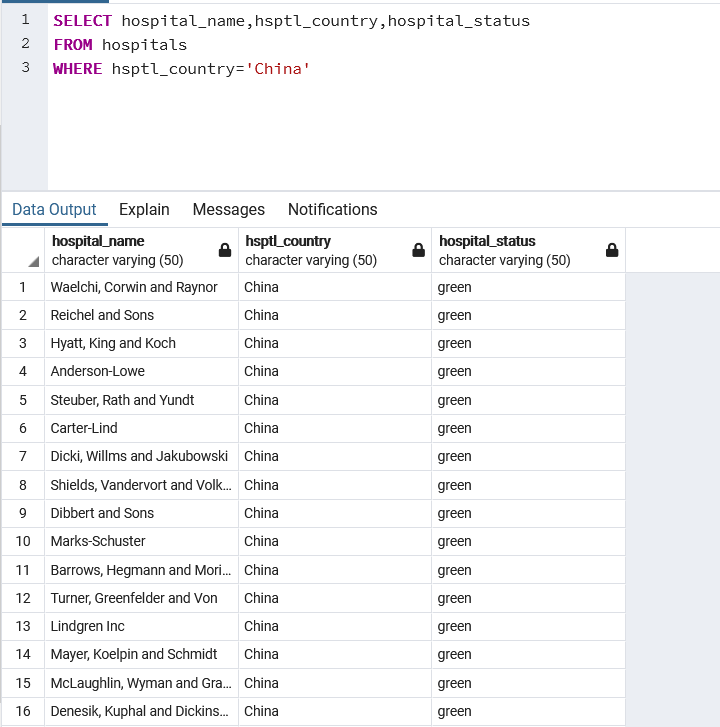 1 SELECT hospital_name,hsptl_country,hospital_status
2 FROM hospitals
3 WHERE hsptl_country='China'
Data Output Explain Messages Notifications
hospital_name hsptl_country hospital_status
character varying (50) character varying (50) character varying (50)
1 Waelchi, Corwin and Raynor China green
2 Reichel and Sons China green
3 Hyatt, King and Koch China green
4 Anderson-Lowe China green
5 Steuber, Rath and Yundt China green
6 Carter-Lind China green
7 Dicki, Willms and Jakubowski China green
8 Shields, Vandervort and Volk... China green
9 Dibbert and Sons China green
10 Marks-Schuster China green
11 Barrows, Hegmann and Mori... China green
12 Turner, Greenfelder and Von China green
13 Lindgren Inc China green
14 Mayer, Koelpin and Schmidt China green
15 McLaughlin, Wyman and Gra... China green
16 Denesik, Kuphal and Dickins... China green